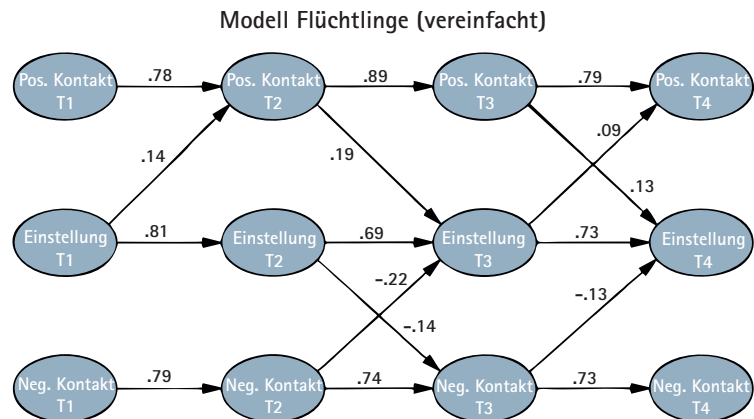 Modell Flüchtlinge (vereinfacht)
Pos. Kontakt
T1
.78
Pos. Kontakt
T2
.89
Pos. Kontakt
T3
.79
Pos. Kontakt
T4
.14
.19
.09
.13
Einstellung
T1
.81
Einstellung
T2
.69
Einstellung
T3
.73
Einstellung
T4
-.22
-.14
-.13
Neg. Kontakt
T1
.79
Neg. Kontakt
T2
.74
Neg. Kontakt
T3
.73
Neg. Kontakt
T4